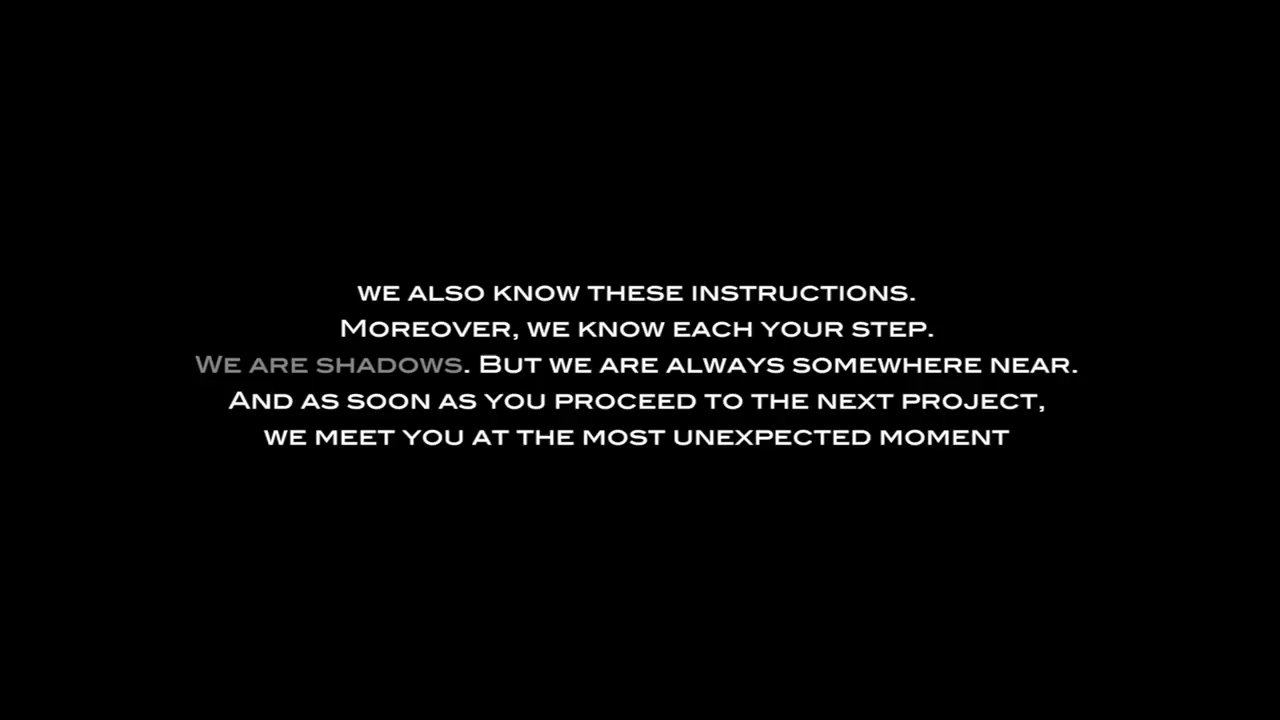 we also know these instructions.
Moreover, we know each your step.
We are shadows. But we are always somewhere near.
And as soon as you proceed to the next project,
we meet you at the most unexpected moment